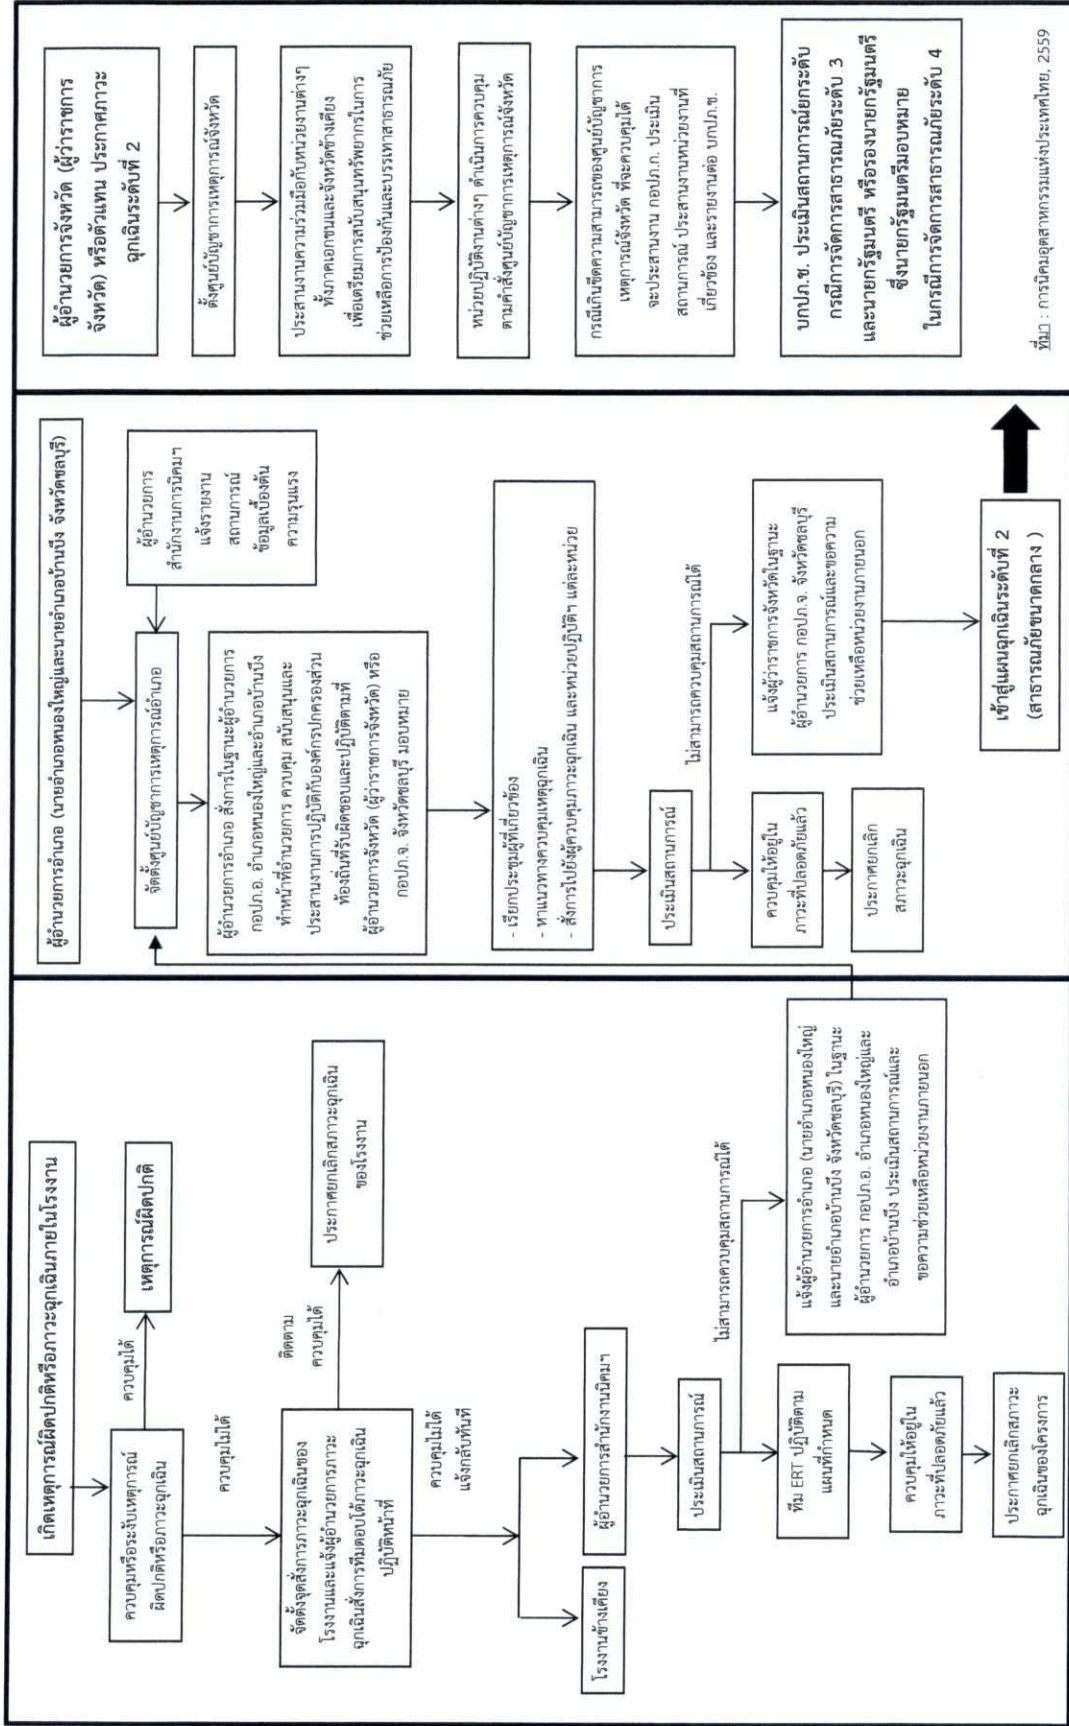 เกิดเหตุการณ์ผิดปกติหรือภาวะฉุกเฉินภายในโรงงาน
ควบคุมหรือระงับเหตุการณ์
ผิดปกติหรือภาวะฉุกเฉิน
ควบคุมได้
เหตุการณ์ผิดปกติ
ควบคุมไม่ได้
จัดตั้งจุดสั่งการภาวะฉุกเฉินของ
โรงงานและแจ้งผู้อำนวยการภาวะ
ฉุกเฉินสั่งการทีมตอบโต้ภาวะฉุกเฉิน
ปฏิบัติหน้าที่
ติดตาม
ควบคุมได้
ประกาศยกเลิกสภาวะฉุกเฉิน
ของโรงงาน
ควบคุมไม่ได้
แจ้งกลับทันที
โรงงานข้างเคียง
ผู้อำนวยการสำนักงานนิคมฯ
ประเมินสถานการณ์
ไม่สามารถควบคุมสถานการณ์ได้
ทีม ERT ปฏิบัติตาม
แผนที่กำหนด
ควบคุมให้อยู่ใน
ภาวะที่ปลอดภัยแล้ว
ประกาศยกเลิกสภาวะ
ฉุกเฉินของโครงการ
แจ้งผู้อำนวยการอำเภอ (นายอำเภอหนองใหญ่
และนายอำเภอบ้านบึง จังหวัดชลบุรี) ในฐานะ
ผู้อำนวยการ กอปภ.อ. อำเภอหนองใหญ่และ
อำเภอบ้านบึง ประเมินสถานการณ์และ
ขอความช่วยเหลือหน่วยงานภายนอก
ผู้อำนวยการอำเภอ (นายอำเภอหนองใหญ่และนายอำเภอบ้านบึง จังหวัดชลบุรี)
จัดตั้งศูนย์บัญชาการเหตุการณ์อำเภอ
ผู้อำนวยการ
สำนักงานการนิคมฯ
แจ้งรายงาน
สถานการณ์
ข้อมูลเบื้องต้น
ความรุนแรง
ผู้อำนวยการอำเภอ สั่งการในฐานะผู้อำนวยการ
กอปภ.อ. อำเภอหนองใหญ่และอำเภอบ้านบึง
ทำหน้าที่อำนวยการ ควบคุม สนับสนุนและ
ประสานงานการปฏิบัติกับองค์กรปกครองส่วน
ท้องถิ่นที่รับผิดชอบและปฏิบัติตามที่
ผู้อำนวยการจังหวัด (ผู้ว่าราชการจังหวัด) หรือ
กอปภ.จ. จังหวัดชลบุรี มอบหมาย
- เรียกประชุมผู้ที่เกี่ยวข้อง
- หาแนวทางควบคุมเหตุฉุกเฉิน
- สั่งการไปยังผู้ควบคุมภาวะฉุกเฉิน และหน่วยปฏิบัติฯ แต่ละหน่วย
ประเมินสถานการณ์
ไม่สามารถควบคุมสถานการณ์ได้
ควบคุมให้อยู่ใน
ภาวะที่ปลอดภัยแล้ว
ประกาศยกเลิก
สภาวะฉุกเฉิน
แจ้งผู้ว่าราชการจังหวัดในฐานะ
ผู้อำนวยการ กอปภ.จ. จังหวัดชลบุรี
ประเมินสถานการณ์และขอความ
ช่วยเหลือหน่วยงานภายนอก
เข้าสู่แผนฉุกเฉินระดับที่ 2
(สาธารณภัยขนาดกลาง )
ผู้อำนวยการจังหวัด (ผู้ว่าราชการ
จังหวัด) หรือตัวแทน ประกาศภาวะ
ฉุกเฉินระดับที่ 2
ตั้งศูนย์บัญชาการเหตุการณ์จังหวัด
ประสานงานความร่วมมือกับหน่วยงานต่างๆ
ทั้งภาคเอกชนและจังหวัดข้างเคียง
เพื่อเตรียมการสนับสนุนทรัพยากรในการ
ช่วยเหลือการป้องกันและบรรเทาสาธารณภัย
หน่วยปฏิบัติงานต่างๆ ดำเนินการควบคุม
ตามคำสั่งศูนย์บัญชาการเหตุการณ์จังหวัด
กรณีเกินขีดความสามารถของศูนย์บัญชาการ
เหตุการณ์จังหวัด ที่จะควบคุมได้
จะประสานงาน กอปภ.ก. ประเมิน
สถานการณ์ ประสานงานหน่วยงานที่
เกี่ยวข้อง และรายงานต่อ บกปภ.ช.
บกปภ.ช. ประเมินสถานการณ์ยกระดับ
กรณีการจัดการสาธารณภัยระดับ 3
และนายกรัฐมนตรี หรือรองนายกรัฐมนตรี
ซึ่งนายกรัฐมนตรีมอบหมาย
ในกรณีการจัดการสาธารณภัยระดับ 4
ที่มา : การนิคมอุตสาหกรรมแห่งประเทศไทย, 2559